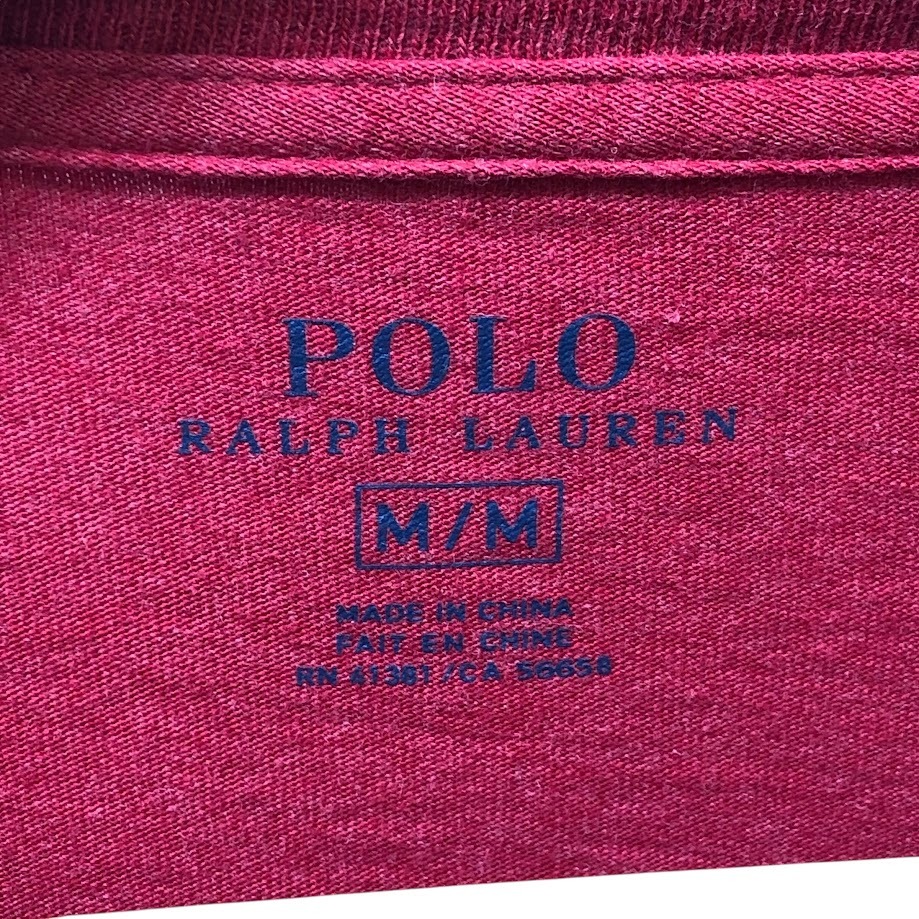 POLO
RALPH LAUREN
M/M
MADE IN CHINA
FAIT EN CHINE
RN 41381 / CA 56658